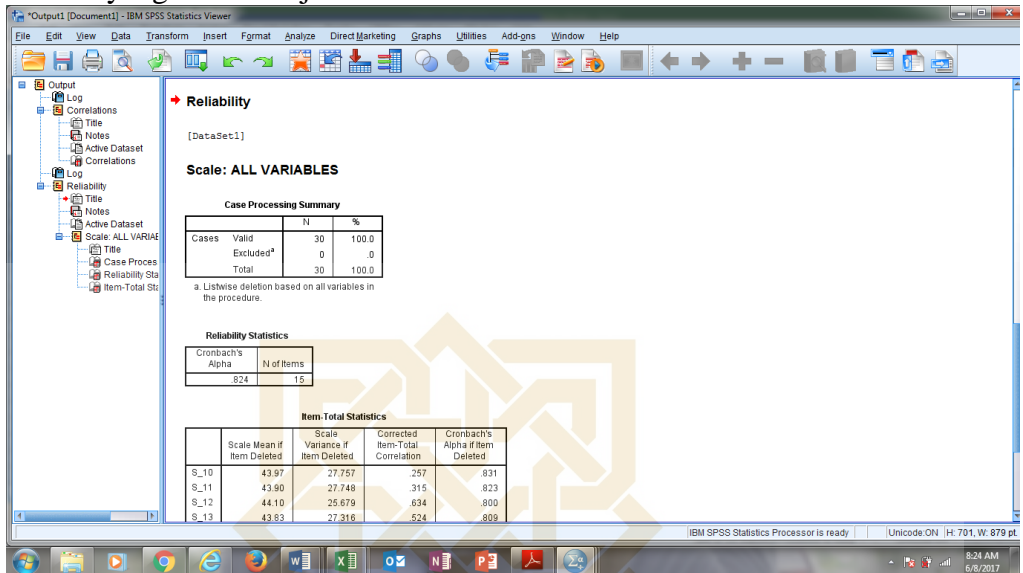 *Output1 [Document1] - IBM SPSS Statistics Viewer
File Edit View Data Transform Insert Format Analyze Direct Marketing Graphs Utilities Add-ons Window Help
Output
Log
Correlations
Title
Notes
Active Dataset
Correlations
Log
Reliability
Title
Notes
Active Dataset
Scale: ALL VARIAB
Title
Case Proces
Reliability Sta
Item-Total Sta
Reliability
[DataSet1]
Scale: ALL VARIABLES
Case Processing Summary
N %
Cases Valid 30 100.0
Excluded a 0 .0
Total 30 100.0
a. Listwise deletion based on all variables in
the procedure.
Reliability Statistics
Cronbach's
Alpha N of Items
.824 15
Item-Total Statistics
Scale Mean if Item Deleted Scale Variance if Item Deleted Corrected Item-Total Correlation Cronbach's Alpha if Item Deleted
S_10 43.97 27.757 .257 .831
S_11 43.90 27.748 .315 .823
S_12 44.10 25.679 .634 .800
S_13 43.83 27.316 .524 .809
IBM SPSS Statistics Processor is ready Unicode:ON H: 701, W: 879 pt.
8:24 AM
6/8/2017